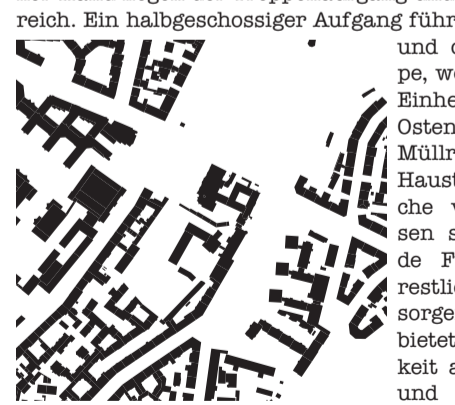 reich. Ein halbgeschossiger Aufgang führ
und
pe, we
Einhe
Osten
Müllr
Haust
che v
sen s
de F
restlic
sorge
bietet
keit a
und